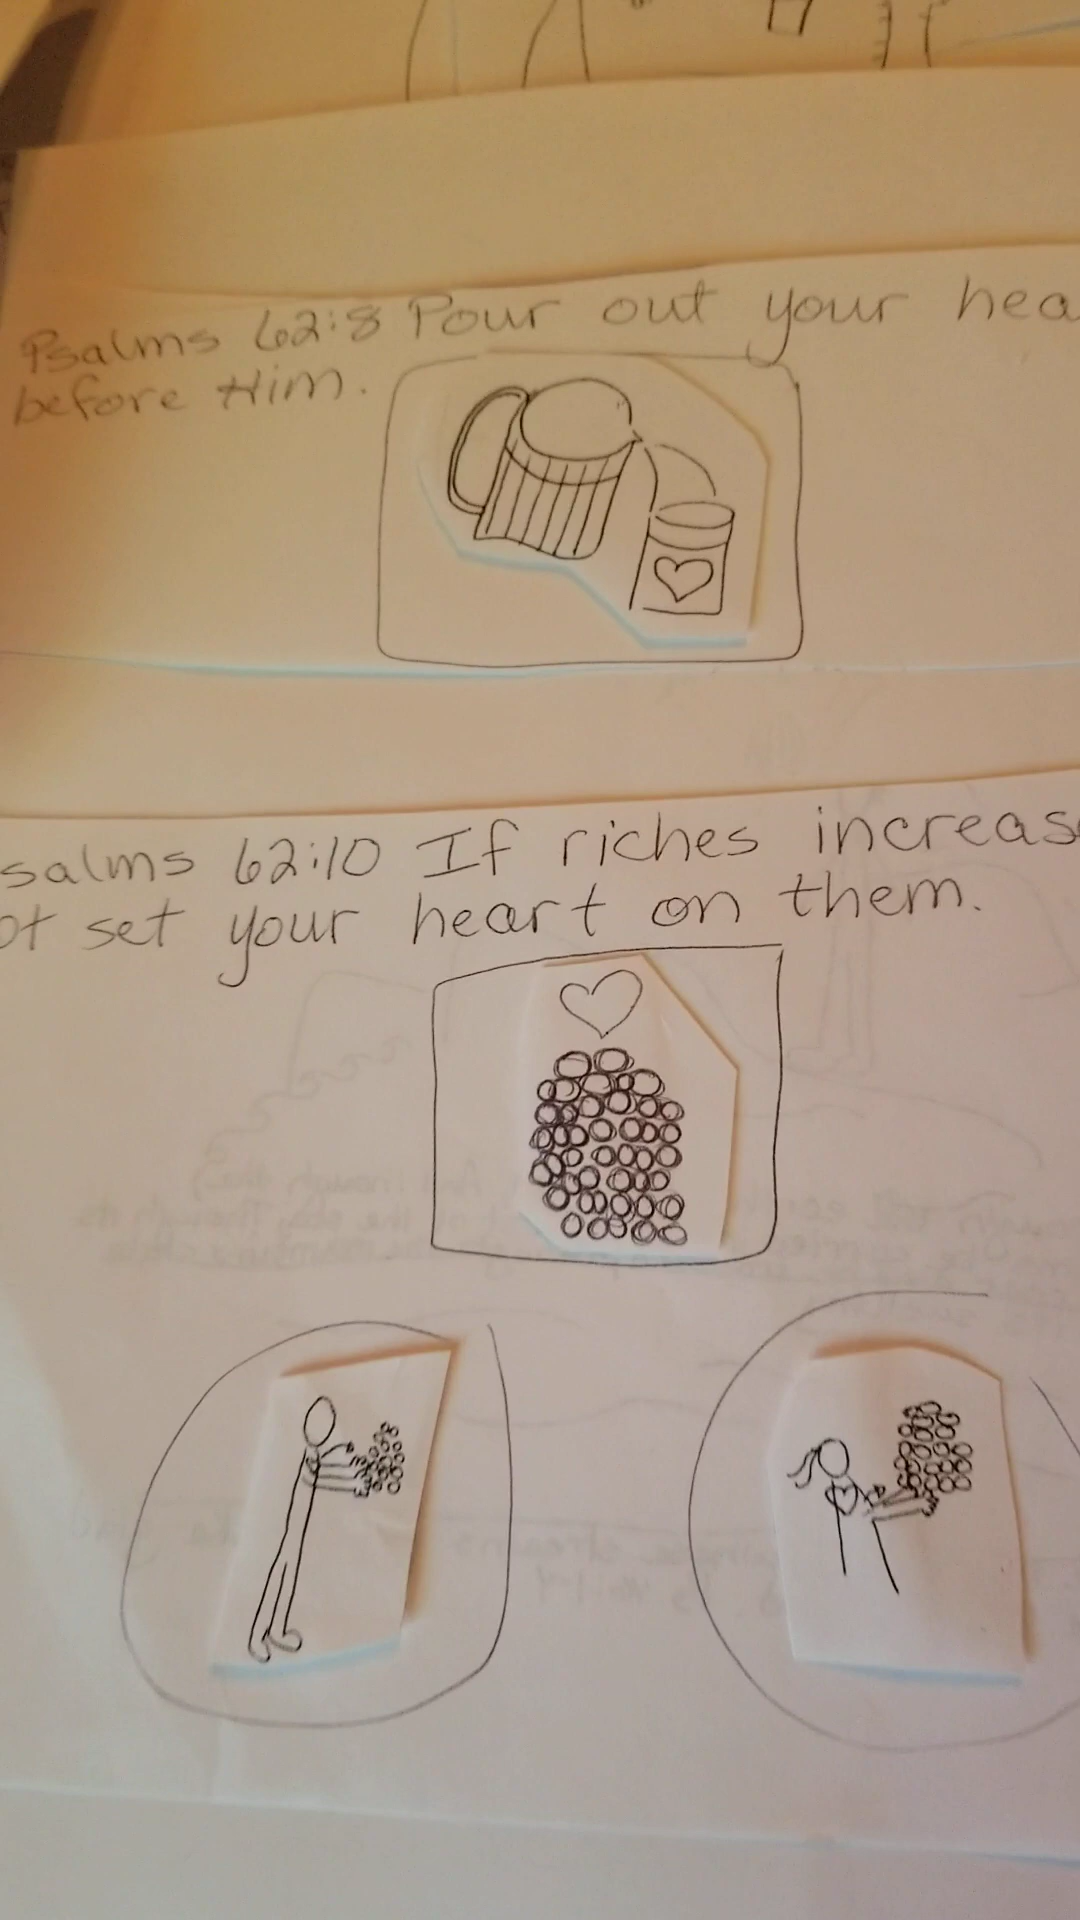 Psalms 62:8 Pour out your hea
before Him.
salms 62:10 If riches increas
ot set your heart on them.